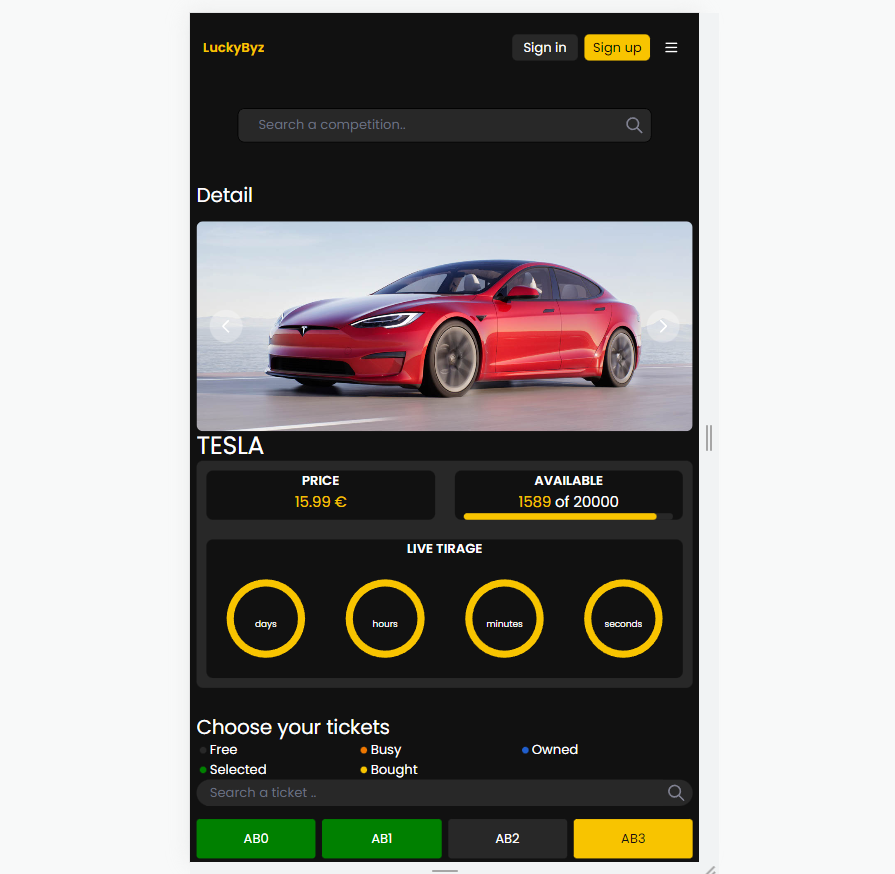 LuckyByz Sign in Sign up
Search a competition..
Detail
TESLA
PRICE AVAILABLE
15.99 € 1589 of 20000
LIVE TIRAGE
days hours minutes seconds
Choose your tickets
Free Busy Owned
Selected Bought
Search a ticket ..
AB0 AB1 AB2 AB3